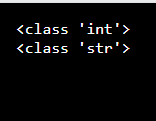 <class 'int'>
<class 'str'>